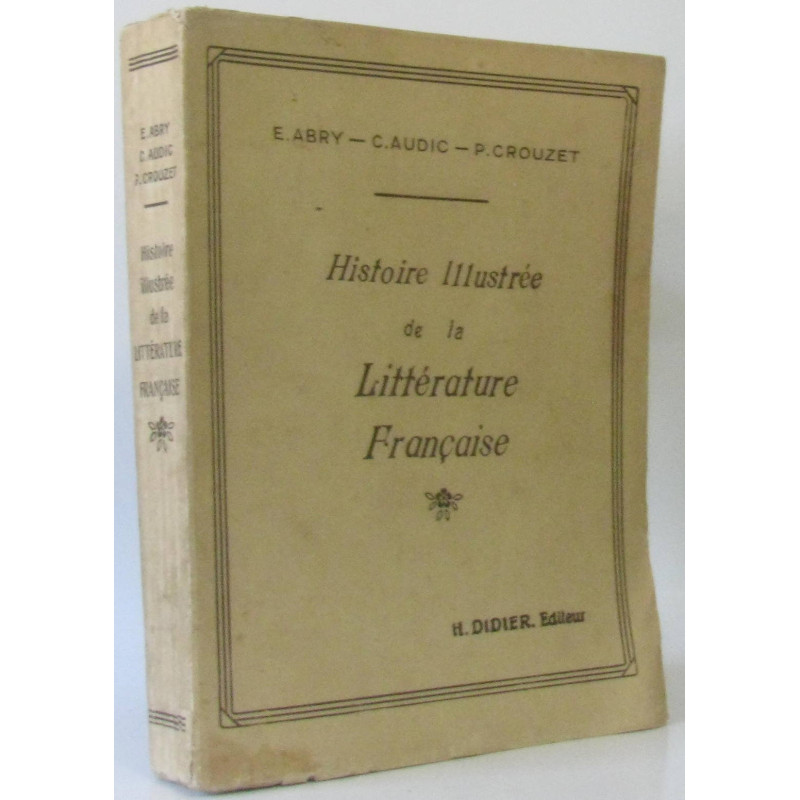 E. ABRY
C. AUDIC
P. CROUZET
Histoire
illustrée
de la
LITTÉRATURE
FRANÇAISE
E. ABRY — C. AUDIC — P. CROUZET
Histoire Illustrée
de la
Littérature
Française
H. DIDIER. Editeur